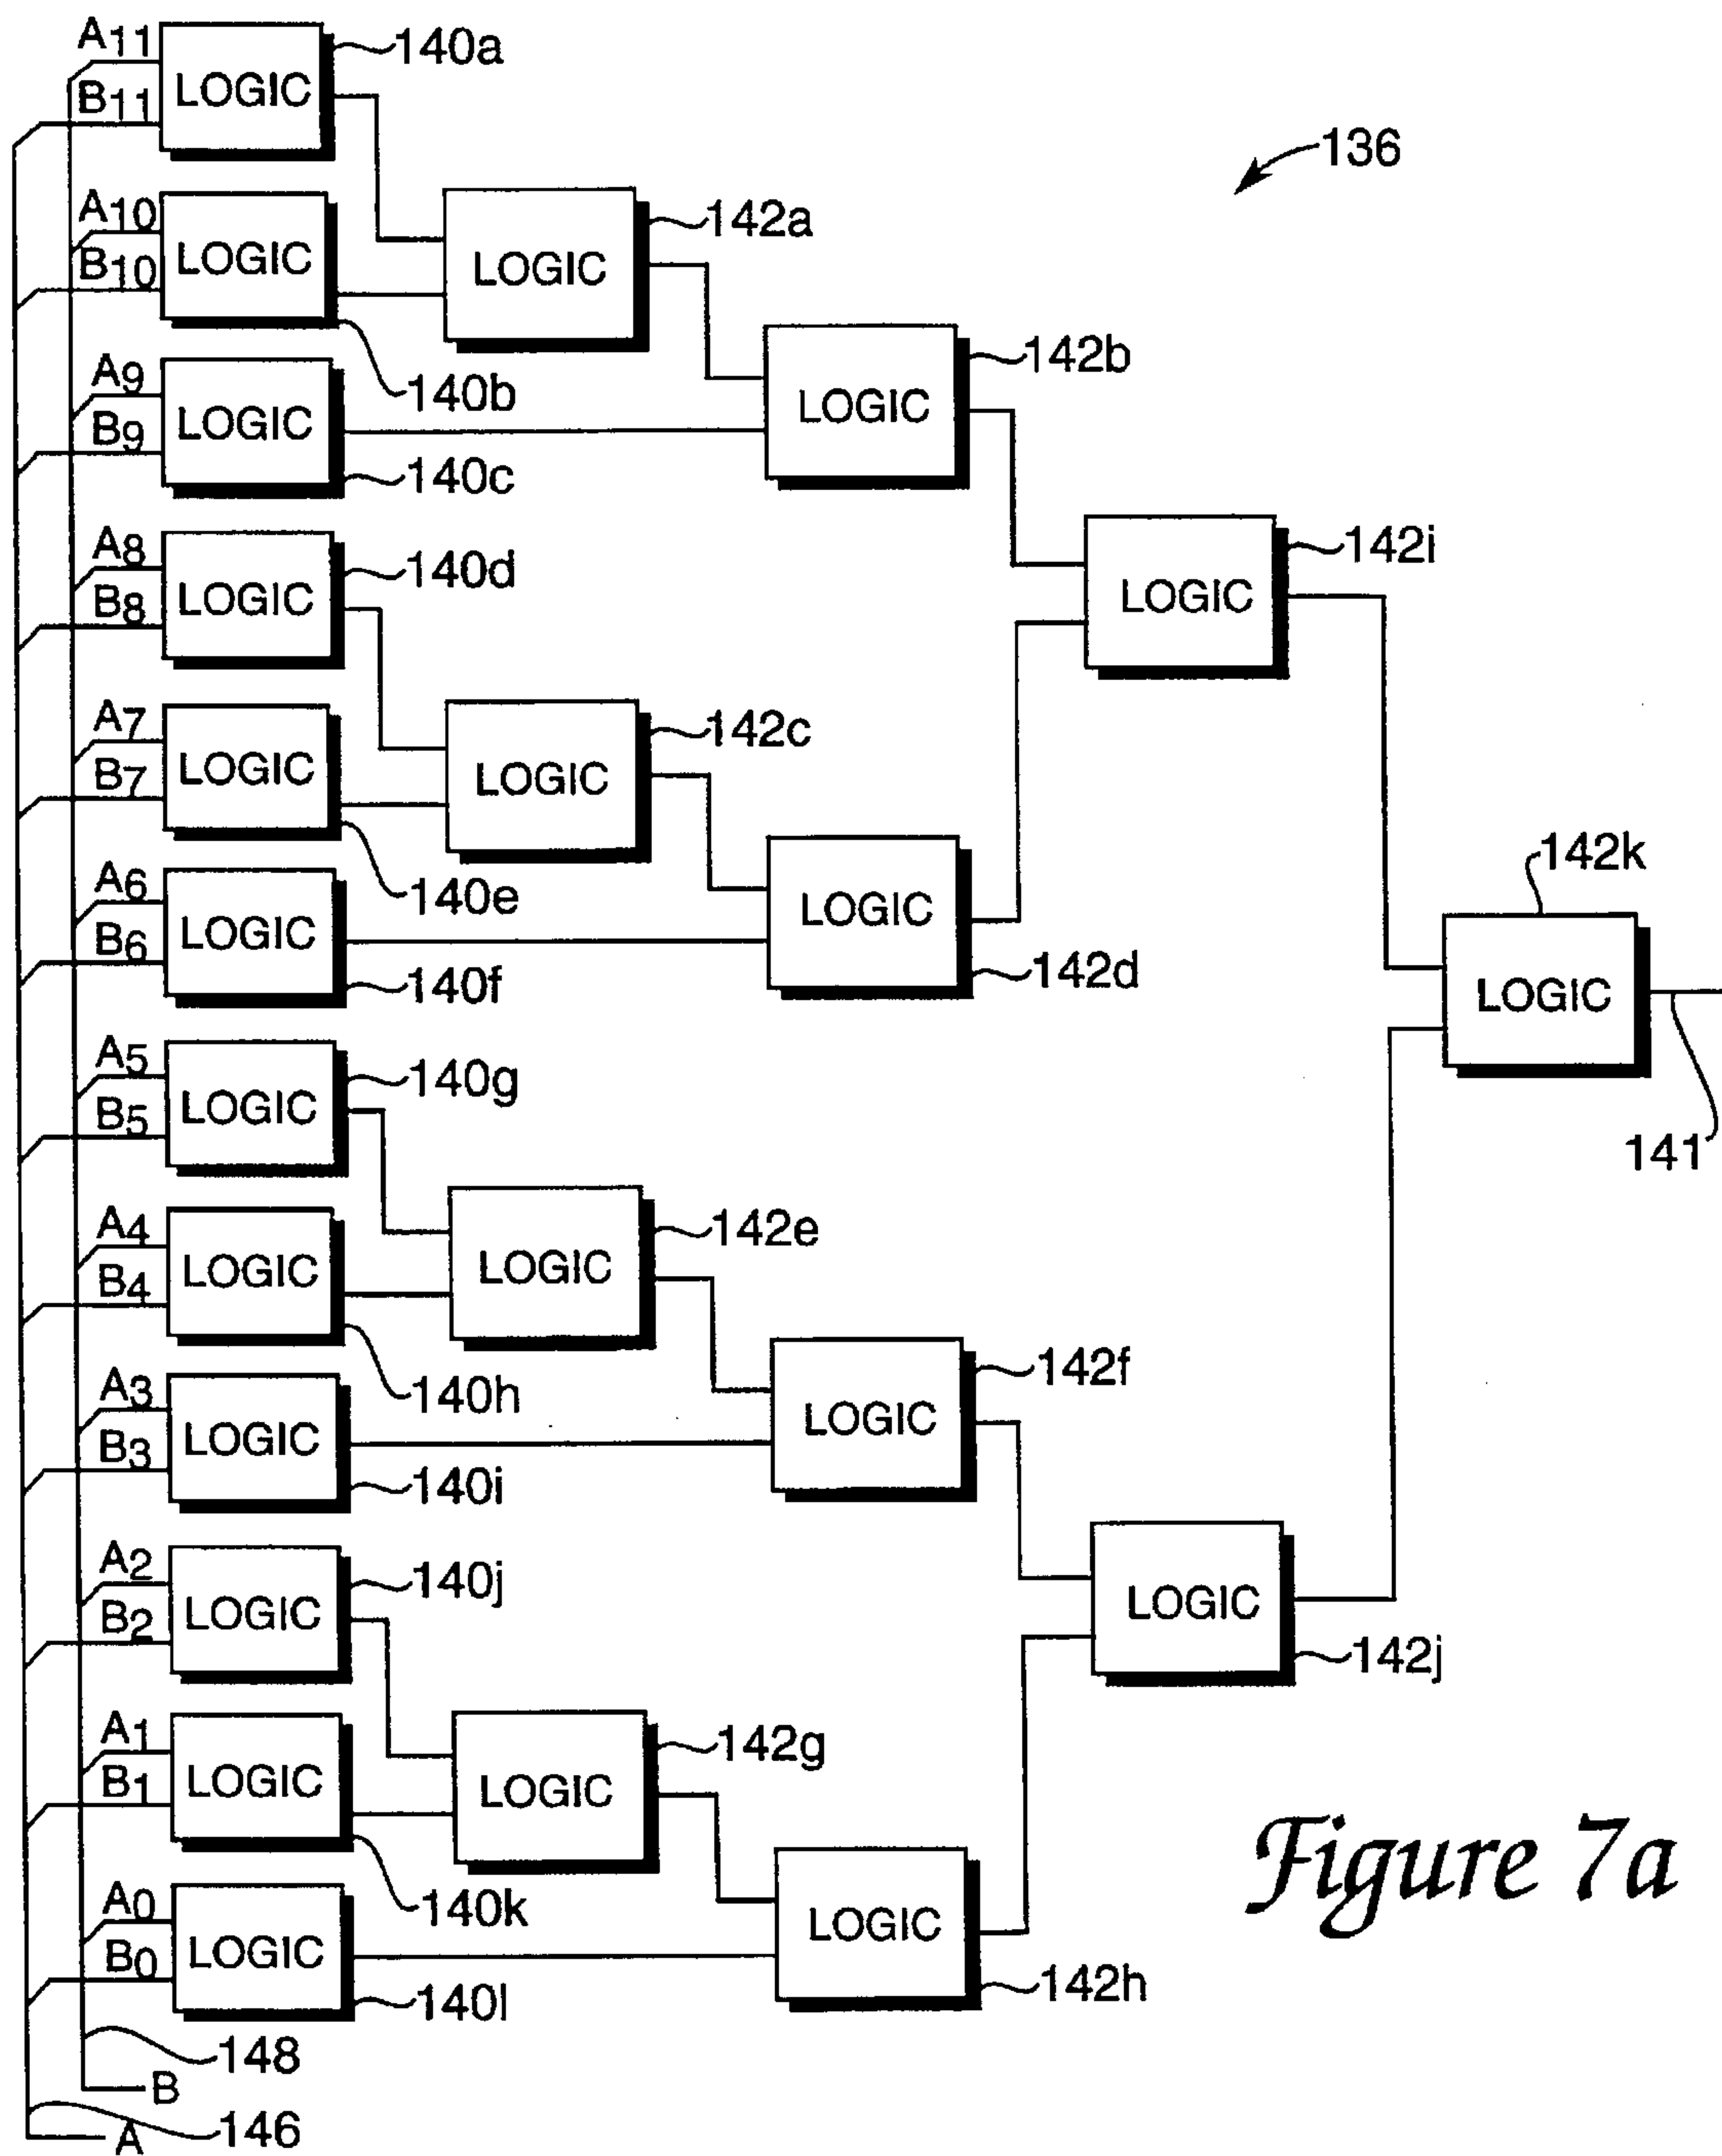 A11
B11
LOGIC
140a
136
A10
B10
LOGIC
142a
LOGIC
140b
A9
B9
LOGIC
142b
LOGIC
140c
A8
B8
LOGIC
140d
142i
LOGIC
A7
B7
LOGIC
142c
LOGIC
140e
A6
B6
LOGIC
LOGIC
142d
140f
142k
LOGIC
141
A5
B5
LOGIC
140g
A4
B4
LOGIC
142e
LOGIC
140h
A3
B3
LOGIC
142f
LOGIC
140i
A2
B2
LOGIC
140j
LOGIC
142j
A1
B1
LOGIC
142g
LOGIC
140k
A0
B0
LOGIC
LOGIC
142h
140l
148
B
146
A
Figure 7a